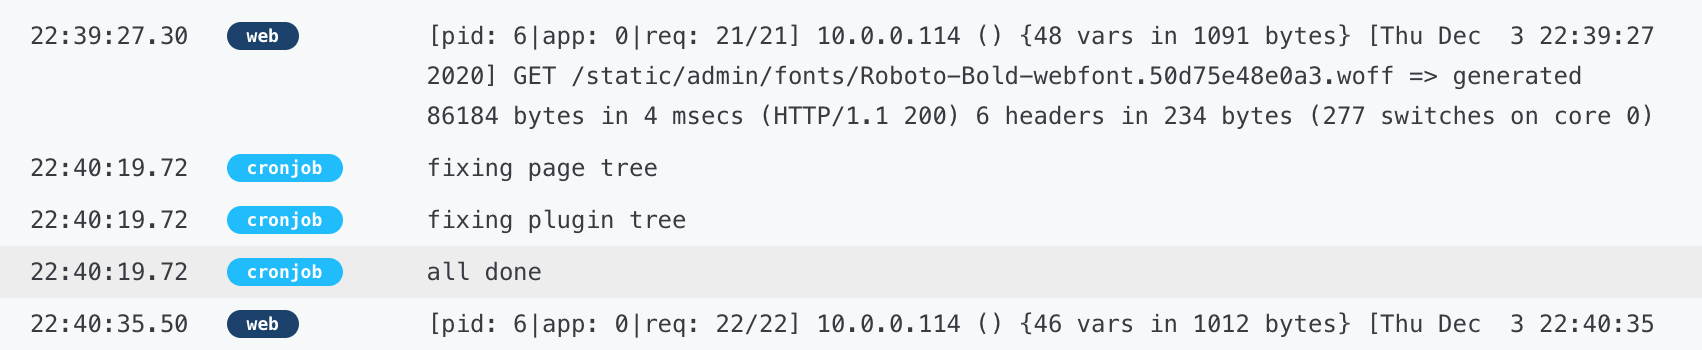 22:39:27.30 web [pid: 6|app: 0|req: 21/21] 10.0.0.114 () {48 vars in 1091 bytes} [Thu Dec  3 22:39:27
2020] GET /static/admin/fonts/Roboto-Bold-webfont.50d75e48e0a3.woff => generated
86184 bytes in 4 msecs (HTTP/1.1 200) 6 headers in 234 bytes (277 switches on core 0)
22:40:19.72 cronjob fixing page tree
22:40:19.72 cronjob fixing plugin tree
22:40:19.72 cronjob all done
22:40:35.50 web [pid: 6|app: 0|req: 22/22] 10.0.0.114 () {46 vars in 1012 bytes} [Thu Dec  3 22:40:35